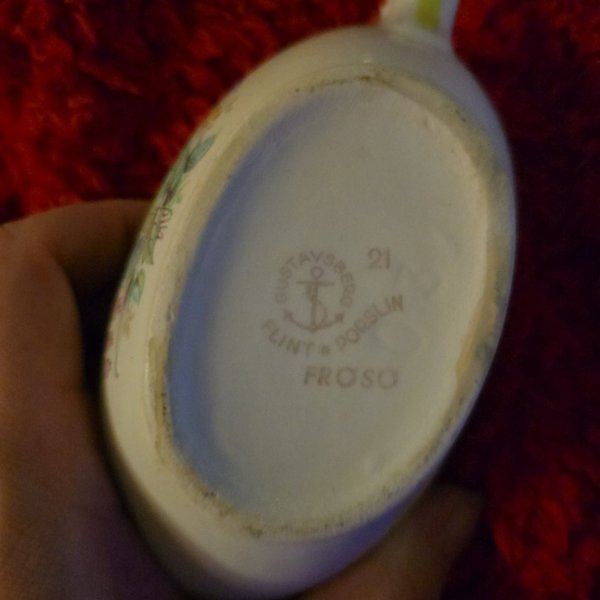 21
GUSTAVSBERG
FLINT & PORSLIN
FRÖSÖ